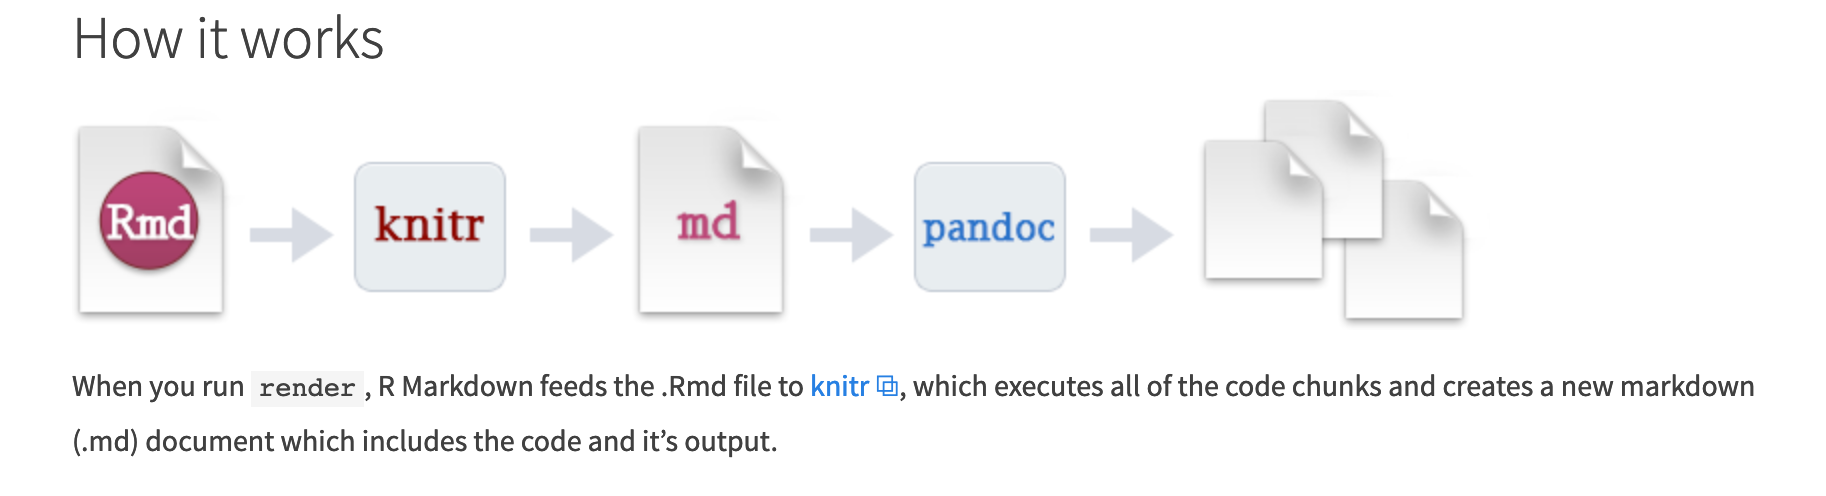 How it works
Rmd
knitr
md
pandoc
When you run render , R Markdown feeds the .Rmd file to knitr , which executes all of the code chunks and creates a new markdown
(.md) document which includes the code and it’s output.